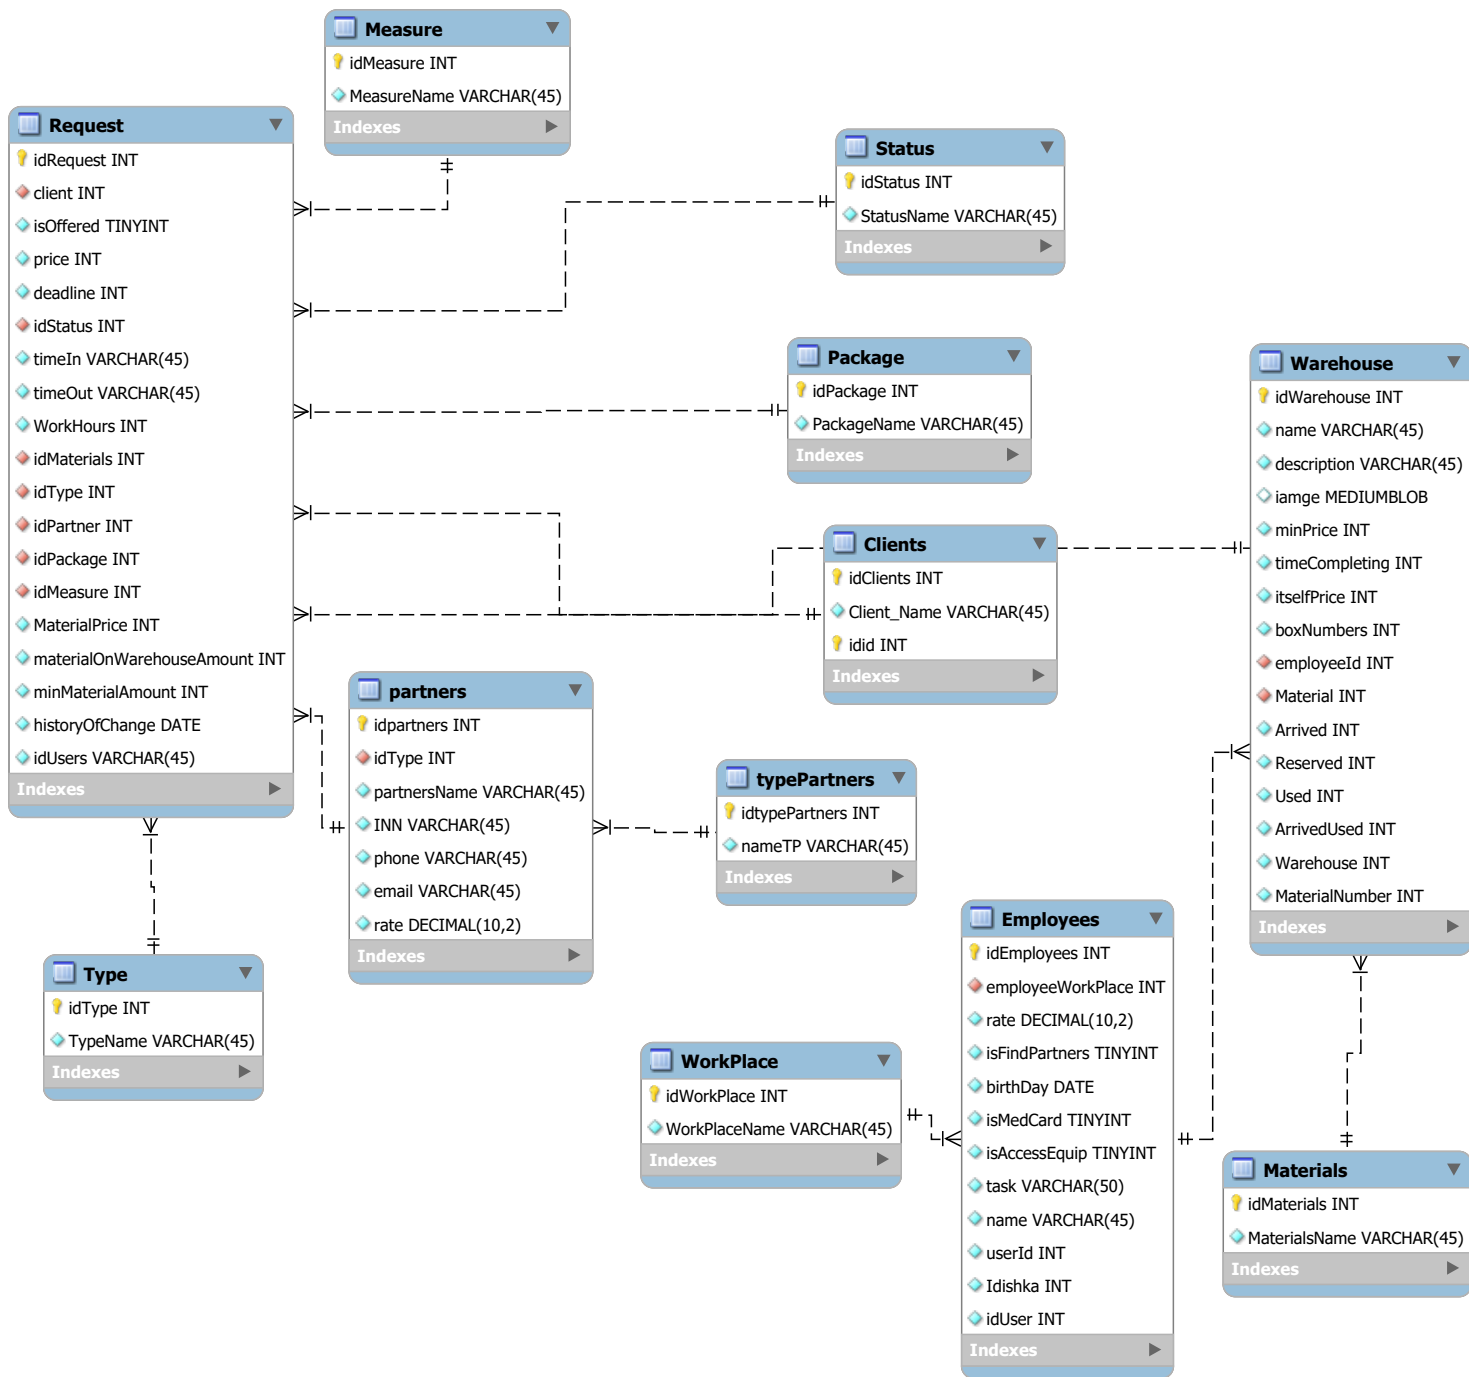 Measure
idMeasure INT
MeasureName VARCHAR(45)
Indexes
Request
idRequest INT
client INT
isOffered TINYINT
price INT
deadline INT
idStatus INT
timeIn VARCHAR(45)
timeOut VARCHAR(45)
WorkHours INT
idMaterials INT
idType INT
idPartner INT
idPackage INT
idMeasure INT
MaterialPrice INT
materialOnWarehouseAmount INT
minMaterialAmount INT
historyOfChange DATE
idUsers VARCHAR(45)
Indexes
Status
idStatus INT
StatusName VARCHAR(45)
Indexes
Package
idPackage INT
PackageName VARCHAR(45)
Indexes
Warehouse
idWarehouse INT
name VARCHAR(45)
description VARCHAR(45)
iamge MEDIUMBLOB
minPrice INT
timeCompleting INT
itselfPrice INT
boxNumbers INT
employeeId INT
Material INT
Arrived INT
Reserved INT
Used INT
ArrivedUsed INT
Warehouse INT
MaterialNumber INT
Indexes
Clients
idClients INT
Client_Name VARCHAR(45)
idid INT
Indexes
partners
idpartners INT
idType INT
partnersName VARCHAR(45)
INN VARCHAR(45)
phone VARCHAR(45)
email VARCHAR(45)
rate DECIMAL(10,2)
Indexes
typePartners
idtypePartners INT
nameTP VARCHAR(45)
Indexes
Type
idType INT
TypeName VARCHAR(45)
Indexes
Employees
idEmployees INT
employeeWorkPlace INT
rate DECIMAL(10,2)
isFindPartners TINYINT
birthDay DATE
isMedCard TINYINT
isAccessEquip TINYINT
task VARCHAR(50)
name VARCHAR(45)
userId INT
Idishka INT
idUser INT
Indexes
WorkPlace
idWorkPlace INT
WorkPlaceName VARCHAR(45)
Indexes
Materials
idMaterials INT
MaterialsName VARCHAR(45)
Indexes